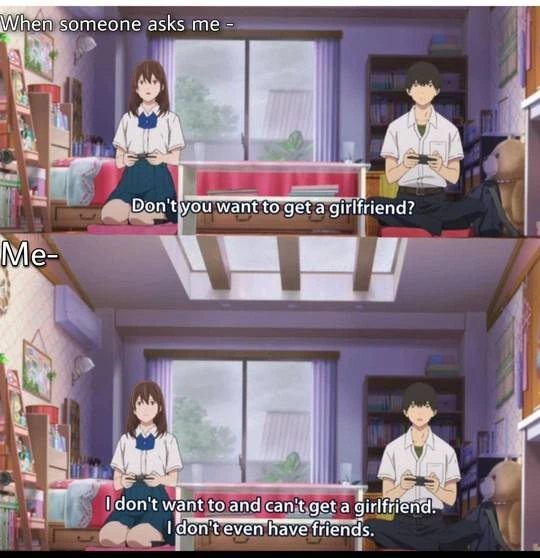 When someone asks me -
Don't you want to get a girlfriend?
Me-
I don't want to and can't get a girlfriend.
I don't even have friends.